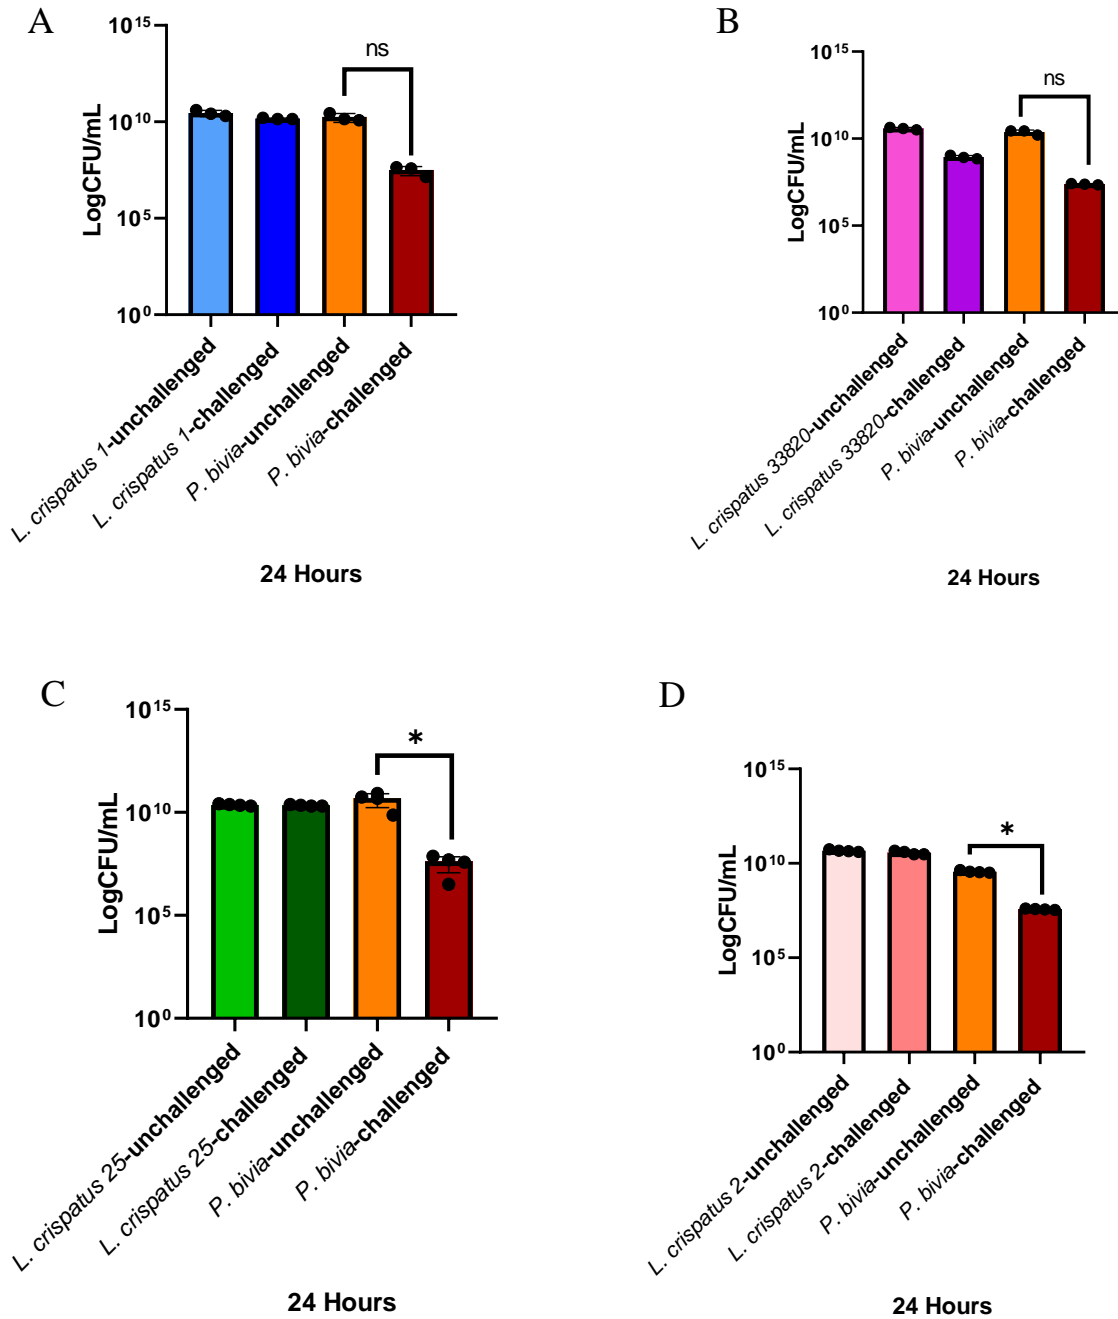 A
LogCFU/mL
10¹⁵
10¹⁰
10⁵
10⁰
ns
L. crispatus 1-unchallenged
L. crispatus 1-challenged
P. bivia-unchallenged
P. bivia-challenged
24 Hours
B
LogCFU/mL
10¹⁵
10¹⁰
10⁵
10⁰
ns
L. crispatus 33820-unchallenged
L. crispatus 33820-challenged
P. bivia-unchallenged
P. bivia-challenged
24 Hours
C
LogCFU/mL
10¹⁵
10¹⁰
10⁵
10⁰
*
L. crispatus 25-unchallenged
L. crispatus 25-challenged
P. bivia-unchallenged
P. bivia-challenged
24 Hours
D
LogCFU/mL
10¹⁵
10¹⁰
10⁵
10⁰
*
L. crispatus 2-unchallenged
L. crispatus 2-challenged
P. bivia-unchallenged
P. bivia-challenged
24 Hours